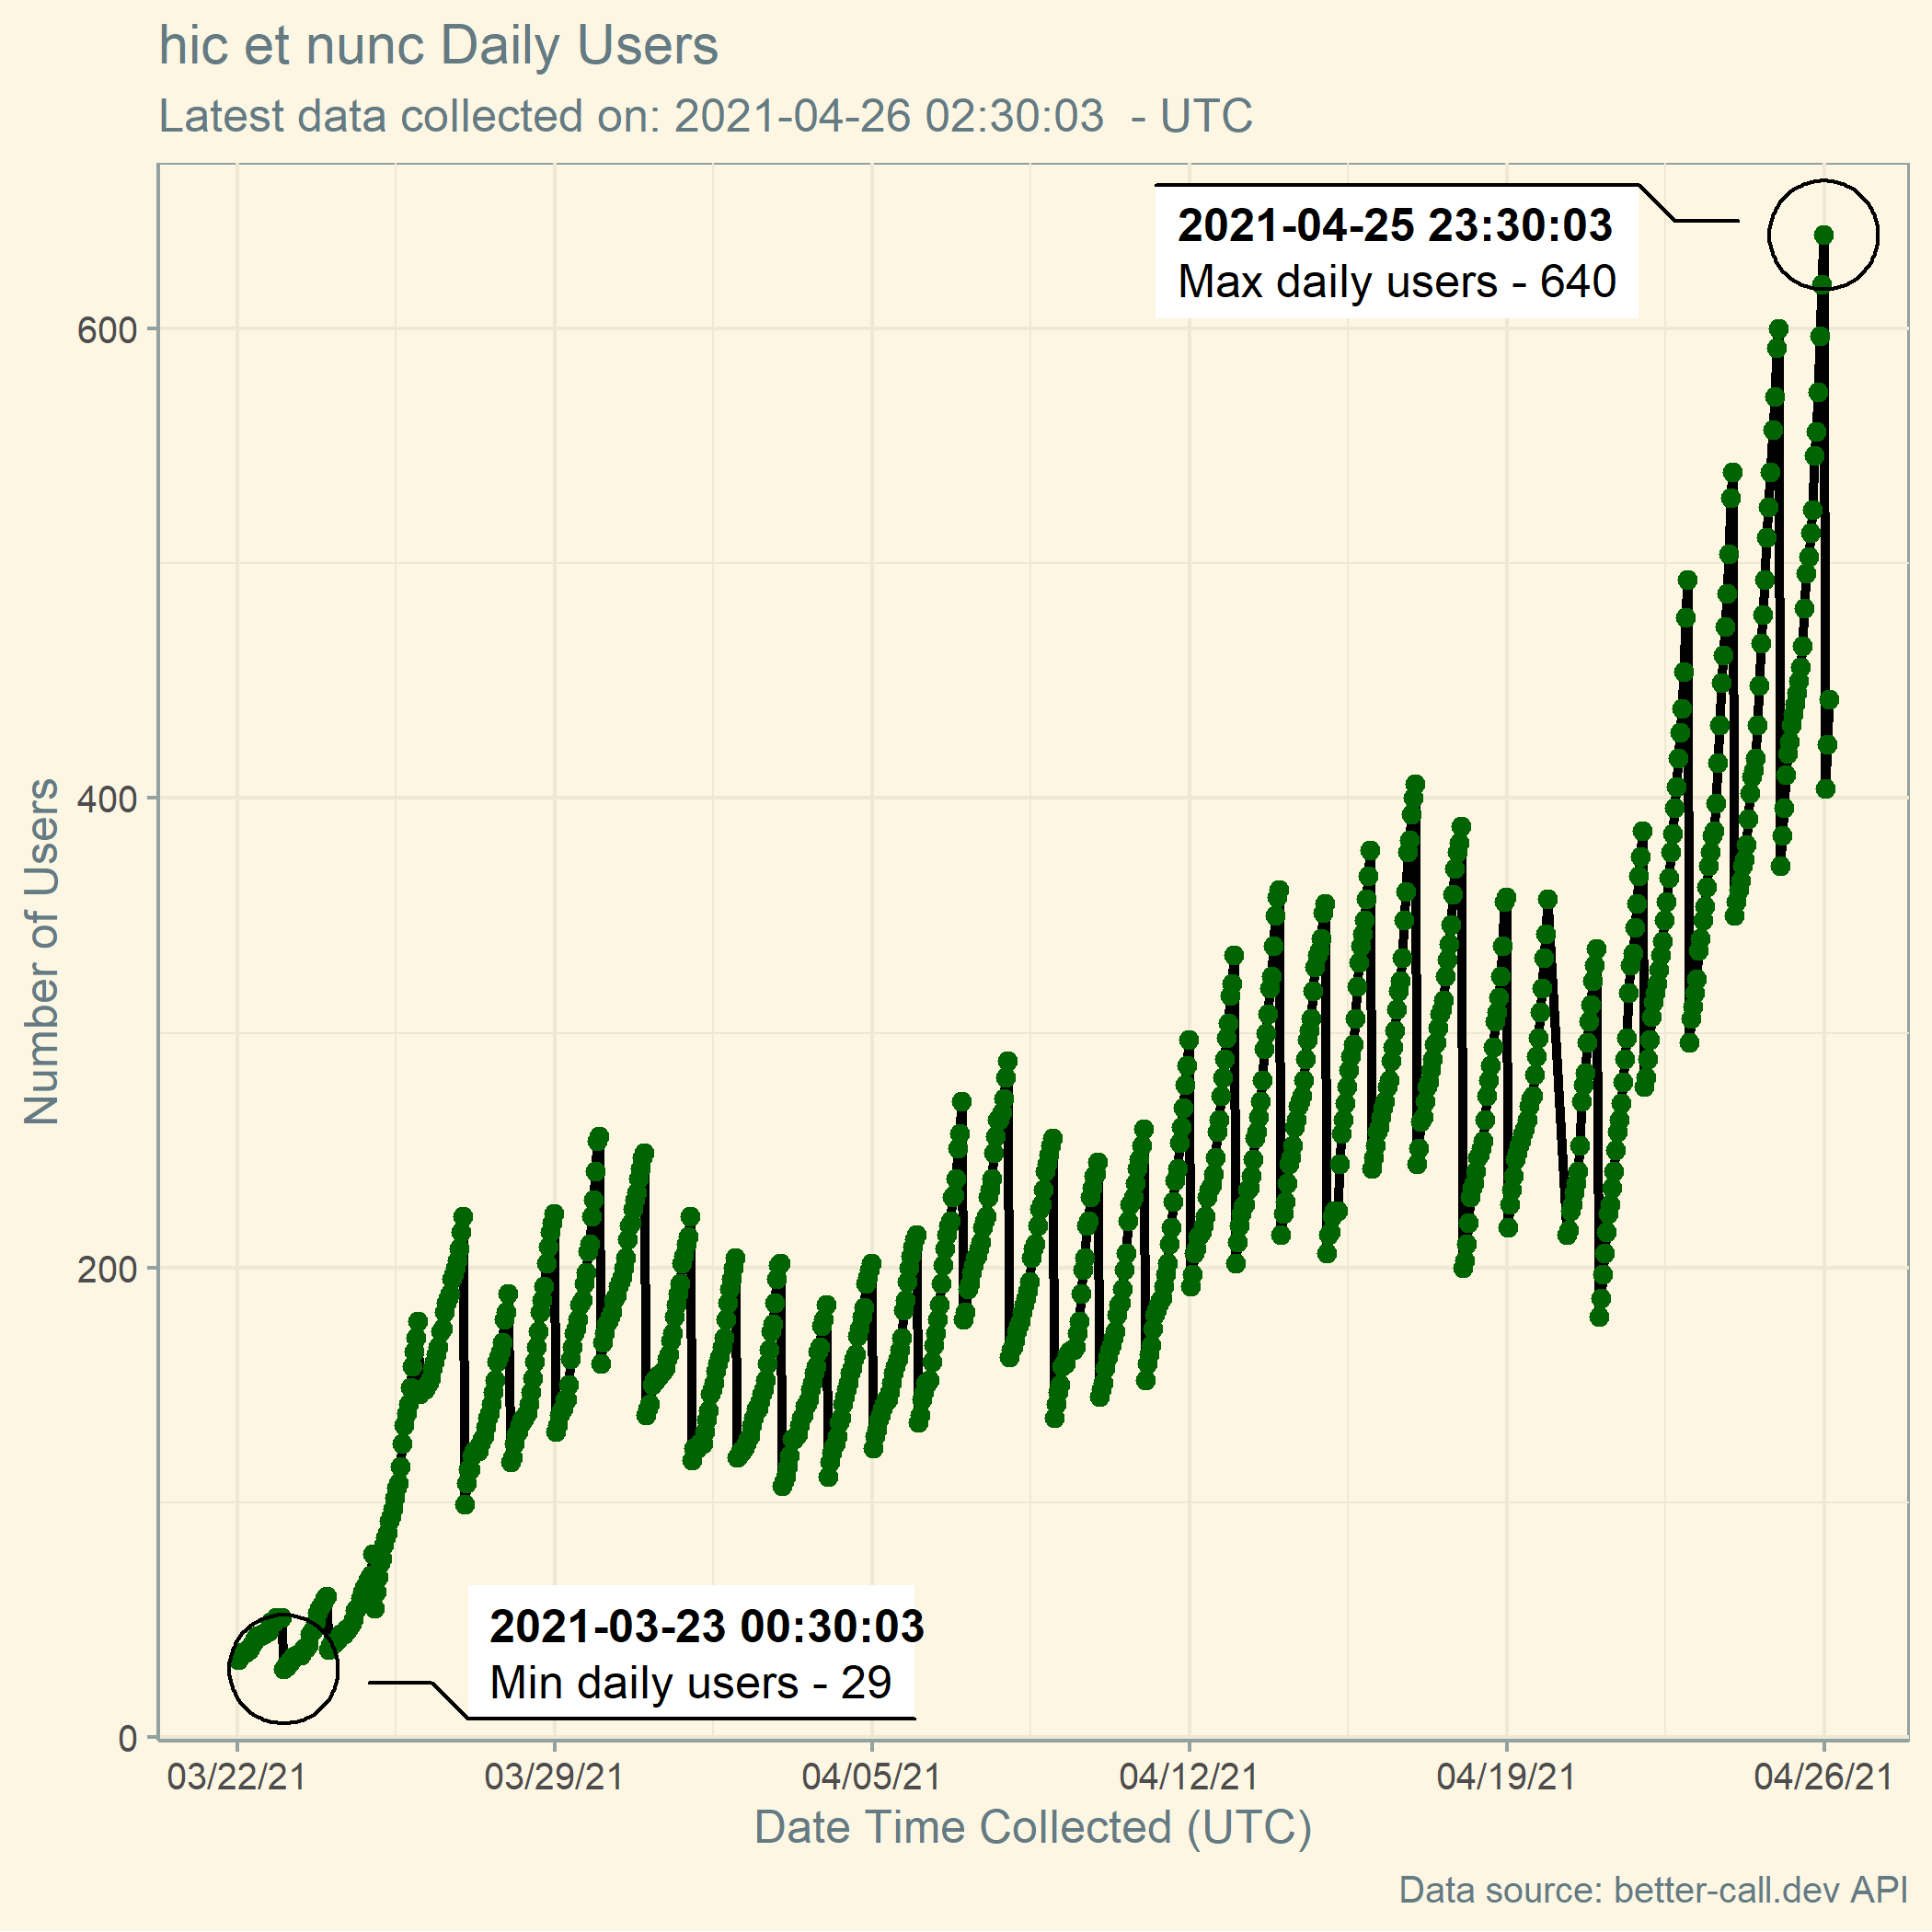 hic et nunc Daily Users
Latest data collected on: 2021-04-26 02:30:03  - UTC
2021-04-25 23:30:03
Max daily users - 640
600
400
200
0
Number of Users
2021-03-23 00:30:03
Min daily users - 29
03/22/21 03/29/21 04/05/21 04/12/21 04/19/21 04/26/21
Date Time Collected (UTC)
Data source: better-call.dev API